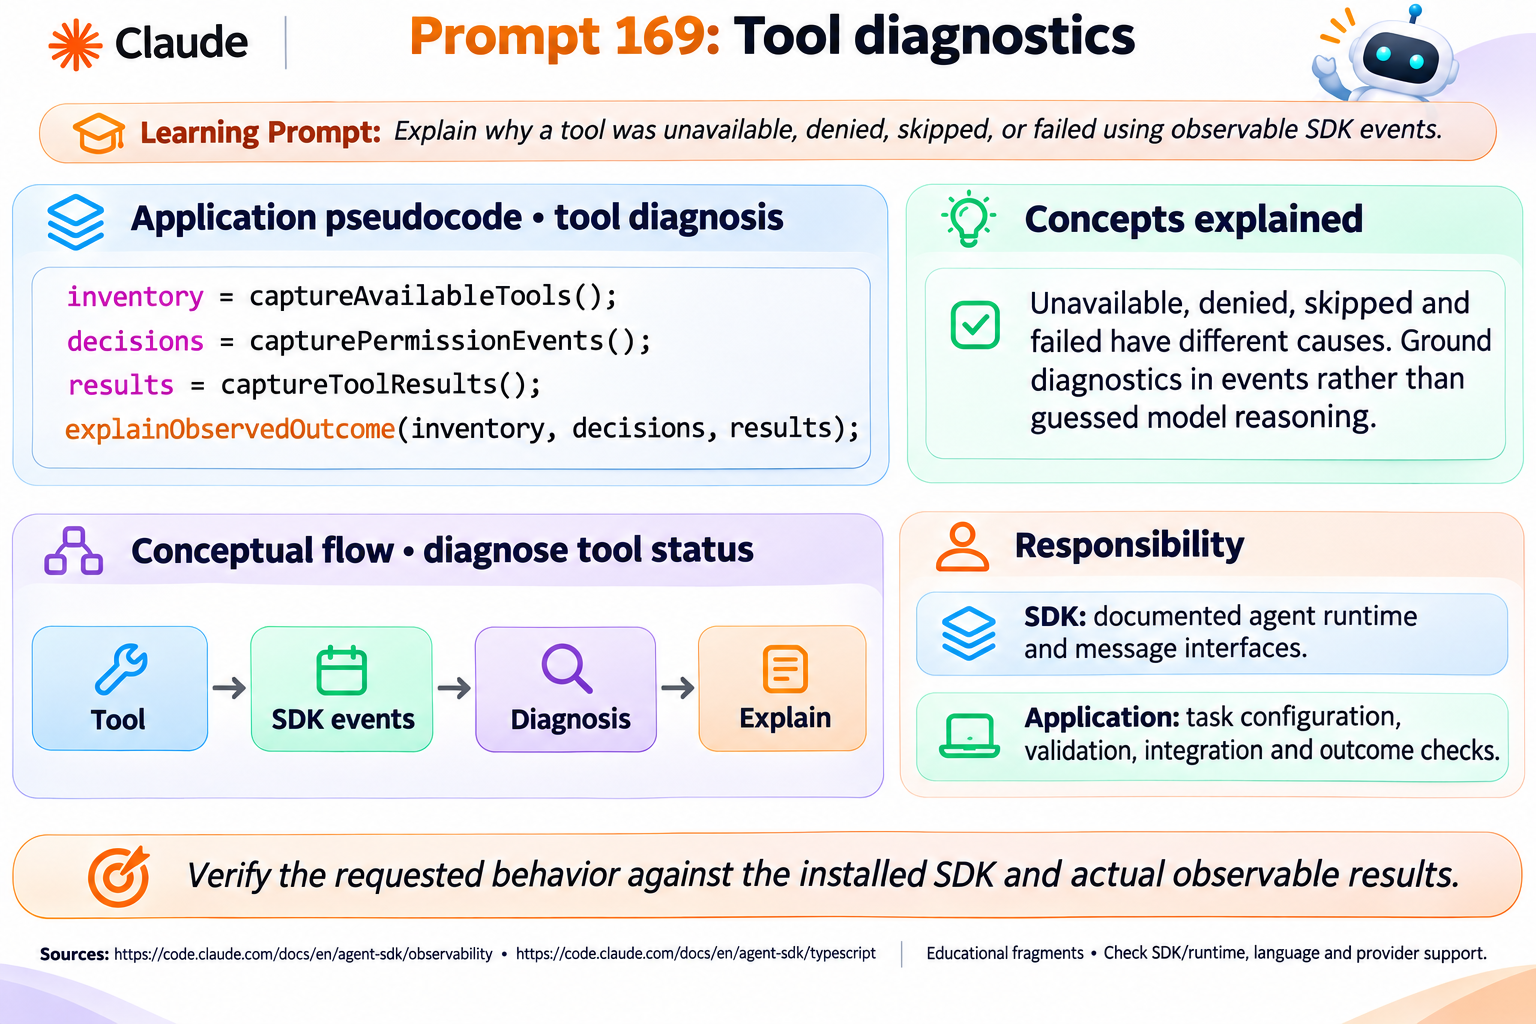 Claude
Prompt 169: Tool diagnostics
Learning Prompt: Explain why a tool was unavailable, denied, skipped, or failed using observable SDK events.
Application pseudocode • tool diagnosis
inventory = captureAvailableTools();
decisions = capturePermissionEvents();
results = captureToolResults();
explainObservedOutcome(inventory, decisions, results);
Concepts explained
Unavailable, denied, skipped and
failed have different causes. Ground
diagnostics in events rather than
guessed model reasoning.
Conceptual flow • diagnose tool status
Tool
SDK events
Diagnosis
Explain
Responsibility
SDK: documented agent runtime
and message interfaces.
Application: task configuration,
validation, integration and outcome checks.
Verify the requested behavior against the installed SDK and actual observable results.
Sources: https://code.claude.com/docs/en/agent-sdk/observability • https://code.claude.com/docs/en/agent-sdk/typescript
Educational fragments • Check SDK/runtime, language and provider support.